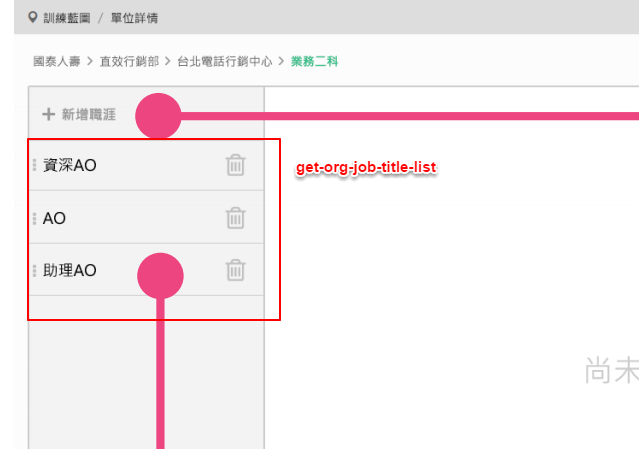 訓練藍圖 / 單位詳情
國泰人壽 > 直效行銷部 > 台北電話行銷中心 > 業務二科
+ 新增職涯
資深AO
get-org-job-title-list
AO
助理AO
尚未